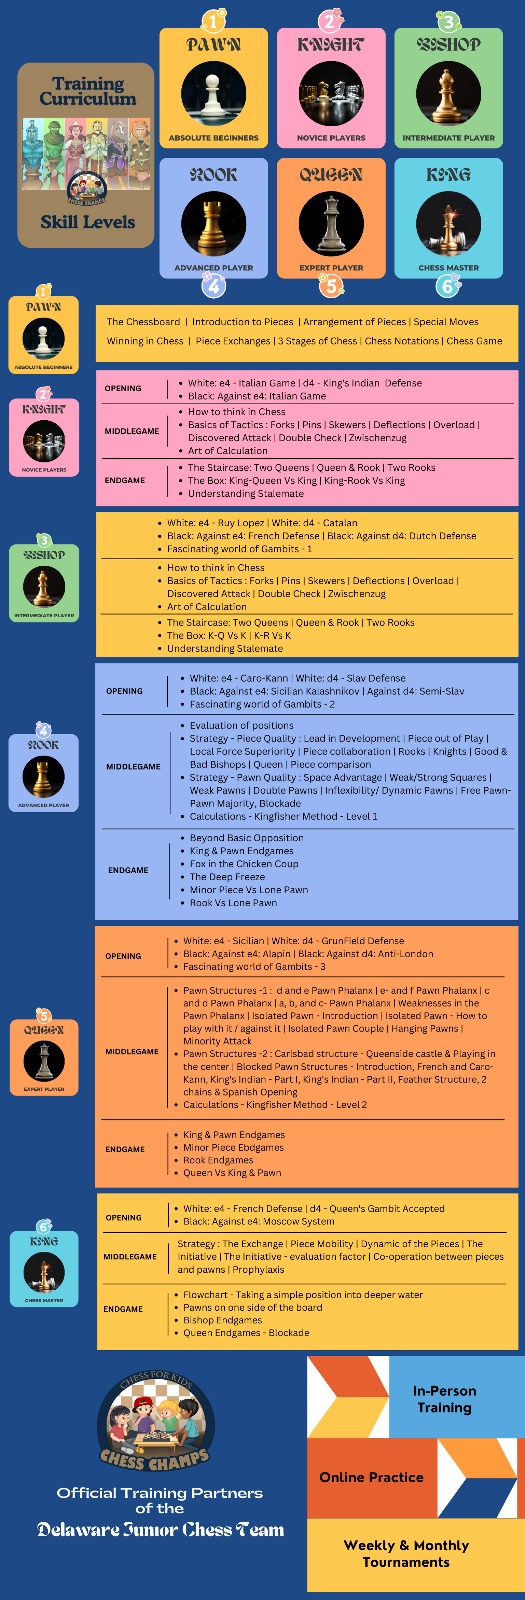 Training
Curriculum
CHESS CHAMPS
Skill Levels
1
PAWN
ABSOLUTE BEGINNERS
2
KNIGHT
NOVICE PLAYERS
3
BISHOP
INTERMEDIATE PLAYER
ROOK
ADVANCED PLAYER
4
QUEEN
EXPERT PLAYER
5
KING
CHESS MASTER
6
1
PAWN
ABSOLUTE BEGINNERS
The Chessboard | Introduction to Pieces | Arrangement of Pieces | Special Moves
Winning in Chess | Piece Exchanges | 3 Stages of Chess | Chess Notations | Chess Game
2
KNIGHT
NOVICE PLAYERS
OPENING
• White: e4 - Italian Game | d4 - King's Indian Defense
• Black: Against e4: Italian Game
MIDDLEGAME
• How to think in Chess
• Basics of Tactics : Forks | Pins | Skewers | Deflections | Overload |
Discovered Attack | Double Check | Zwischenzug
• Art of Calculation
ENDGAME
• The Staircase: Two Queens | Queen & Rook | Two Rooks
• The Box: King-Queen Vs King | King-Rook Vs King
• Understanding Stalemate
3
BISHOP
INTERMEDIATE PLAYER
• White: e4 - Ruy Lopez | White: d4 - Catalan
• Black: Against e4: French Defense | Black: Against d4: Dutch Defense
• Fascinating world of Gambits - 1
• How to think in Chess
• Basics of Tactics : Forks | Pins | Skewers | Deflections | Overload |
Discovered Attack | Double Check | Zwischenzug
• Art of Calculation
• The Staircase: Two Queens | Queen & Rook | Two Rooks
• The Box: K-Q Vs K | K-R Vs K
• Understanding Stalemate
4
ROOK
ADVANCED PLAYER
OPENING
• White: e4 - Caro-Kann | White: d4 - Slav Defense
• Black: Against e4: Sicilian Kalashnikov | Against d4: Semi-Slav
• Fascinating world of Gambits - 2
MIDDLEGAME
• Evaluation of positions
• Strategy - Piece Quality : Lead in Development | Piece out of Play |
Local Force Superiority | Piece collaboration | Rooks | Knights | Good &
Bad Bishops | Queen | Piece comparison
• Strategy - Pawn Quality : Space Advantage | Weak/Strong Squares |
Weak Pawns | Double Pawns | Inflexibility/ Dynamic Pawns | Free Pawn-
Pawn Majority, Blockade
• Calculations - Kingfisher Method - Level 1
ENDGAME
• Beyond Basic Opposition
• King & Pawn Endgames
• Fox in the Chicken Coup
• The Deep Freeze
• Minor Piece Vs Lone Pawn
• Rook Vs Lone Pawn
5
QUEEN
EXPERT PLAYER
OPENING
• White: e4 - Sicilian | White: d4 - GrunField Defense
• Black: Against e4: Alapin | Black: Against d4: Anti-London
• Fascinating world of Gambits - 3
MIDDLEGAME
• Pawn Structures -1 : d and e Pawn Phalanx | e- and f Pawn Phalanx | c
and d Pawn Phalanx | a, b, and c- Pawn Phalanx | Weaknesses in the
Pawn Phalanx | Isolated Pawn - Introduction | Isolated Pawn - How to
play with it / against it | Isolated Pawn Couple | Hanging Pawns |
Minority Attack
• Pawn Structures -2 : Carlsbad structure - Queenside castle & Playing in
the center | Blocked Pawn Structures - Introduction, French and Caro-
Kann, King's Indian - Part I, King's Indian - Part II, Feather Structure, 2
chains & Spanish Opening
• Calculations - Kingfisher Method - Level 2
ENDGAME
• King & Pawn Endgames
• Minor Piece Ebdgames
• Rook Endgames
• Queen Vs King & Pawn
6
KING
CHESS MASTER
OPENING
• White: e4 - French Defense | d4 - Queen's Gambit Accepted
• Black: Against e4: Moscow System
MIDDLEGAME
Strategy : The Exchange | Piece Mobility | Dynamic of the Pieces | The
Initiative | The Initiative - evaluation factor | Co-operation between pieces
and pawns | Prophylaxis
ENDGAME
• Flowchart - Taking a simple position into deeper water
• Pawns on one side of the board
• Bishop Endgames
• Queen Endgames - Blockade
CHESS FOR KIDS
CHESS CHAMPS
Official Training Partners
of the
Delaware Junior Chess Team
In-Person
Training
Online Practice
Weekly & Monthly
Tournaments